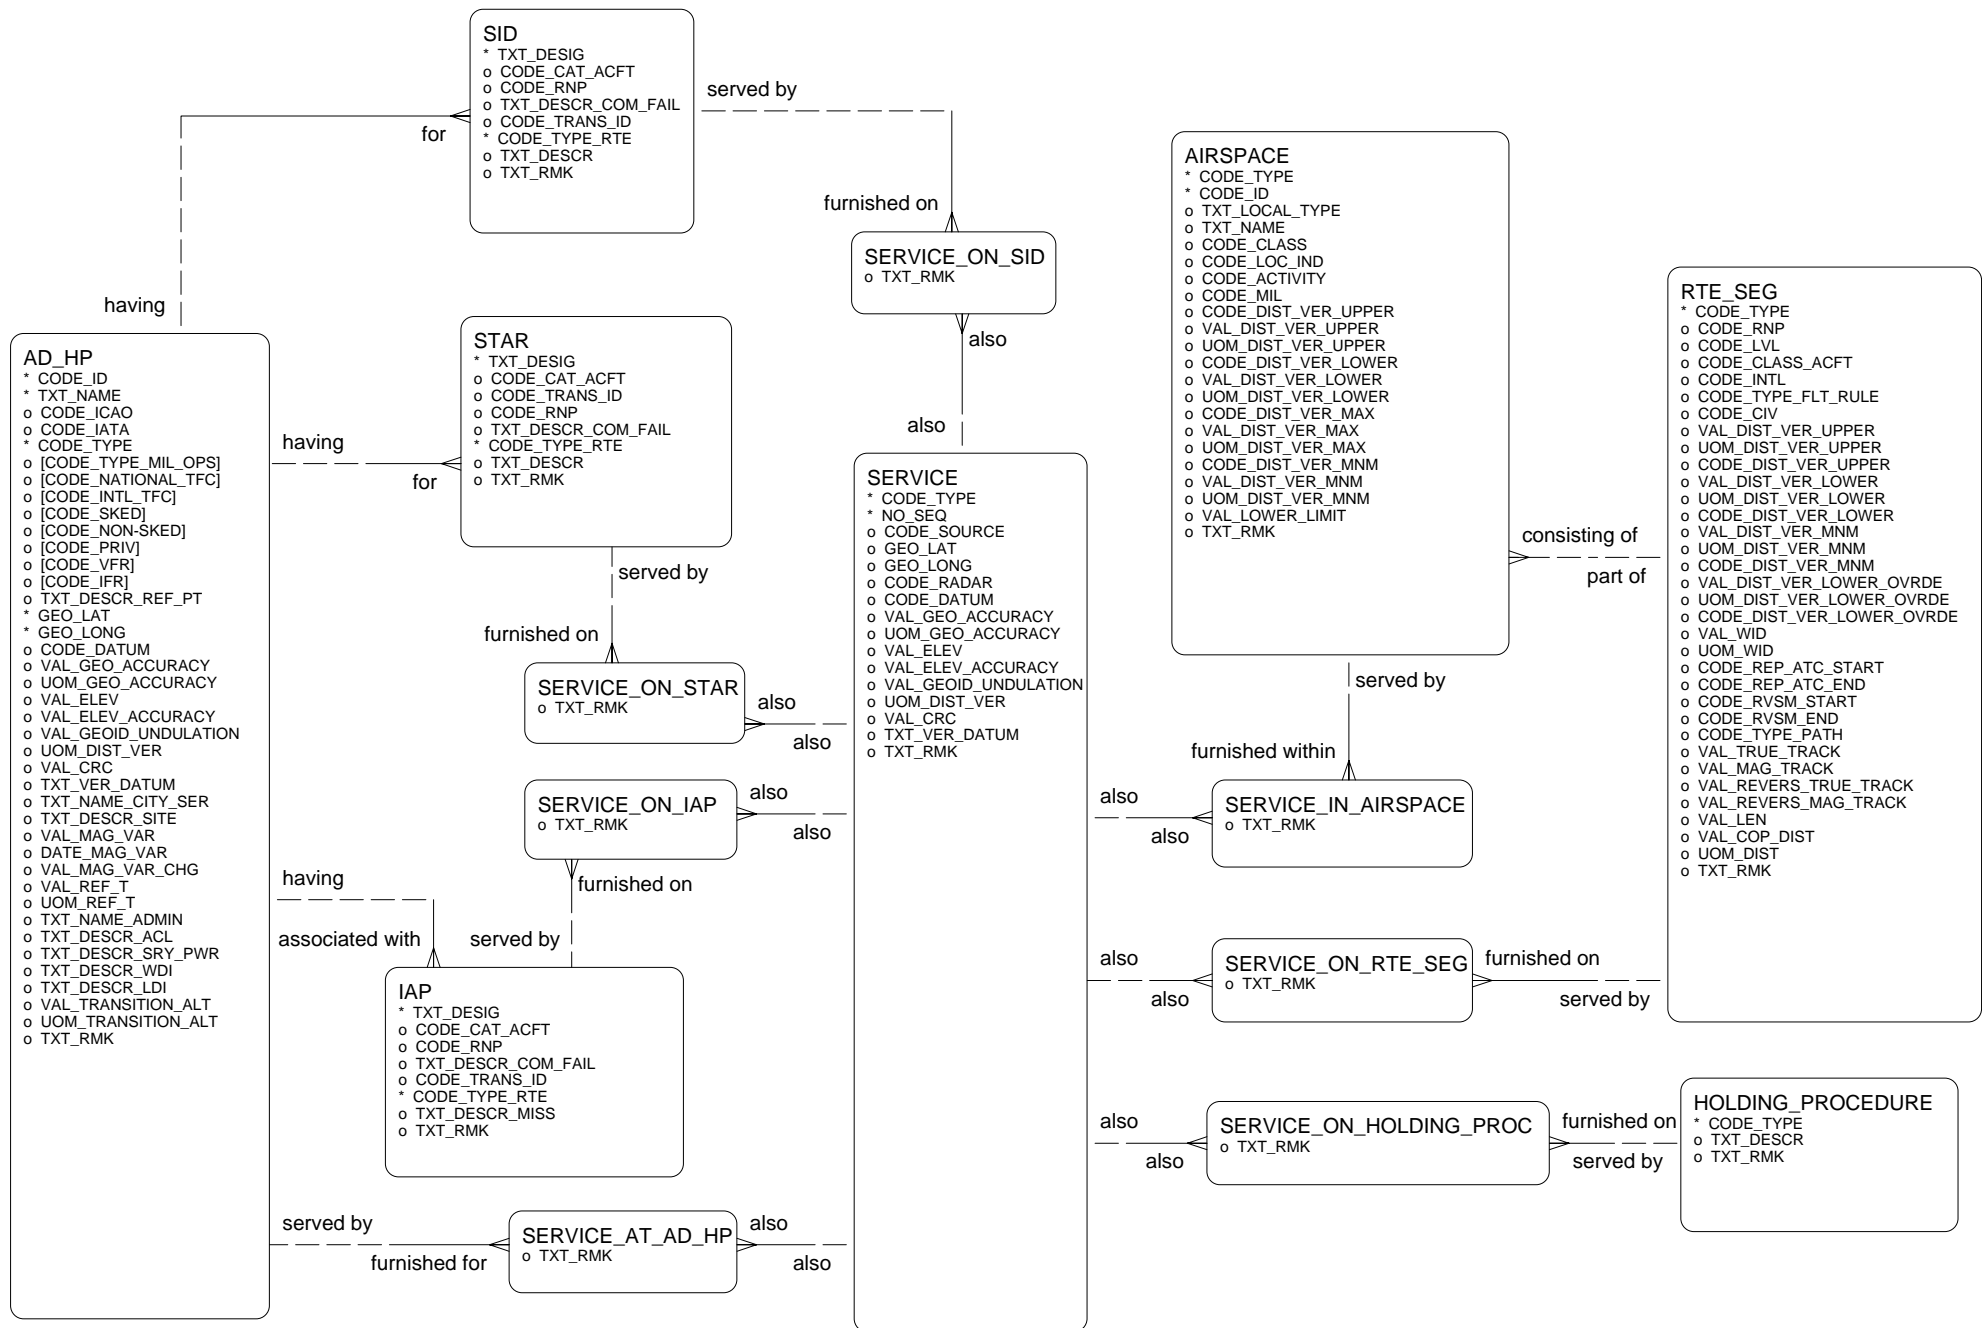 SID
* TXT_DESIG
o CODE_CAT_ACFT
o CODE_RNP
o TXT_DESCR_COM_FAIL
o CODE_TRANS_ID
* CODE_TYPE_RTE
o TXT_DESCR
o TXT_RMK
served by
for
having
furnished on
SERVICE_ON_SID
o TXT_RMK
also
also
AD_HP
* CODE_ID
* TXT_NAME
o CODE_ICAO
o CODE_IATA
* CODE_TYPE
o [CODE_TYPE_MIL_OPS]
o [CODE_NATIONAL_TFC]
o [CODE_INTL_TFC]
o [CODE_SKED]
o [CODE_NON-SKED]
o [CODE_PRIV]
o [CODE_VFR]
o [CODE_IFR]
o TXT_DESCR_REF_PT
* GEO_LAT
* GEO_LONG
o CODE_DATUM
o VAL_GEO_ACCURACY
o UOM_GEO_ACCURACY
o VAL_ELEV
o VAL_ELEV_ACCURACY
o VAL_GEOID_UNDULATION
o UOM_DIST_VER
o VAL_CRC
o TXT_VER_DATUM
o TXT_NAME_CITY_SER
o TXT_DESCR_SITE
o VAL_MAG_VAR
o DATE_MAG_VAR
o VAL_MAG_VAR_CHG
o VAL_REF_T
o UOM_REF_T
o TXT_NAME_ADMIN
o TXT_DESCR_ACL
o TXT_DESCR_SRY_PWR
o TXT_DESCR_WDI
o TXT_DESCR_LDI
o VAL_TRANSITION_ALT
o UOM_TRANSITION_ALT
o TXT_RMK
having
for
STAR
* TXT_DESIG
o CODE_CAT_ACFT
o CODE_TRANS_ID
o CODE_RNP
o TXT_DESCR_COM_FAIL
* CODE_TYPE_RTE
o TXT_DESCR
o TXT_RMK
served by
furnished on
SERVICE_ON_STAR
o TXT_RMK
also
also
SERVICE_ON_IAP
o TXT_RMK
also
also
furnished on
served by
having
associated with
IAP
* TXT_DESIG
o CODE_CAT_ACFT
o CODE_RNP
o TXT_DESCR_COM_FAIL
o CODE_TRANS_ID
* CODE_TYPE_RTE
o TXT_DESCR_MISS
o TXT_RMK
served by
furnished for
SERVICE_AT_AD_HP
o TXT_RMK
also
also
SERVICE
* CODE_TYPE
* NO_SEQ
o CODE_SOURCE
o GEO_LAT
o GEO_LONG
o CODE_RADAR
o CODE_DATUM
o VAL_GEO_ACCURACY
o UOM_GEO_ACCURACY
o VAL_ELEV
o VAL_ELEV_ACCURACY
o VAL_GEOID_UNDULATION
o UOM_DIST_VER
o VAL_CRC
o TXT_VER_DATUM
o TXT_RMK
AIRSPACE
* CODE_TYPE
* CODE_ID
o TXT_LOCAL_TYPE
o TXT_NAME
o CODE_CLASS
o CODE_LOC_IND
o CODE_ACTIVITY
o CODE_MIL
o CODE_DIST_VER_UPPER
o VAL_DIST_VER_UPPER
o UOM_DIST_VER_UPPER
o CODE_DIST_VER_LOWER
o VAL_DIST_VER_LOWER
o UOM_DIST_VER_LOWER
o CODE_DIST_VER_MAX
o VAL_DIST_VER_MAX
o UOM_DIST_VER_MAX
o CODE_DIST_VER_MNM
o VAL_DIST_VER_MNM
o UOM_DIST_VER_MNM
o VAL_LOWER_LIMIT
o TXT_RMK
consisting of
part of
served by
furnished within
also
also
SERVICE_IN_AIRSPACE
o TXT_RMK
also
also
SERVICE_ON_RTE_SEG
o TXT_RMK
furnished on
served by
also
also
SERVICE_ON_HOLDING_PROC
o TXT_RMK
furnished on
served by
RTE_SEG
* CODE_TYPE
o CODE_RNP
o CODE_LVL
o CODE_CLASS_ACFT
o CODE_INTL
o CODE_TYPE_FLT_RULE
o CODE_CIV
o VAL_DIST_VER_UPPER
o UOM_DIST_VER_UPPER
o CODE_DIST_VER_UPPER
o VAL_DIST_VER_LOWER
o UOM_DIST_VER_LOWER
o CODE_DIST_VER_LOWER
o VAL_DIST_VER_MNM
o UOM_DIST_VER_MNM
o CODE_DIST_VER_MNM
o VAL_DIST_VER_LOWER_OVRDE
o UOM_DIST_VER_LOWER_OVRDE
o CODE_DIST_VER_LOWER_OVRDE
o VAL_WID
o UOM_WID
o CODE_REP_ATC_START
o CODE_REP_ATC_END
o CODE_RVSM_START
o CODE_RVSM_END
o CODE_TYPE_PATH
o VAL_TRUE_TRACK
o VAL_MAG_TRACK
o VAL_REVERS_TRUE_TRACK
o VAL_REVERS_MAG_TRACK
o VAL_LEN
o VAL_COP_DIST
o UOM_DIST
o TXT_RMK
HOLDING_PROCEDURE
* CODE_TYPE
o TXT_DESCR
o TXT_RMK